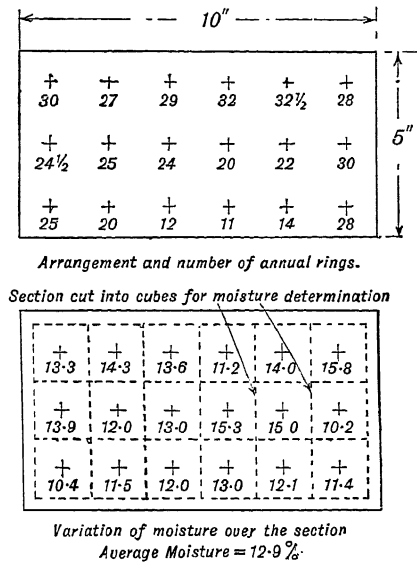 10"
5"
30 27 29 32 32½ 28
24½ 25 24 20 22 30
25 20 12 11 14 28
Arrangement and number of annual rings.
Section cut into cubes for moisture determination
13·3 14·3 13·6 11·2 14·0 15·8
13·9 12·0 13·0 15·3 15 0 10·2
10·4 11·5 12·0 13·0 12·1 11·4
Variation of moisture over the section
Average Moisture = 12·9%.